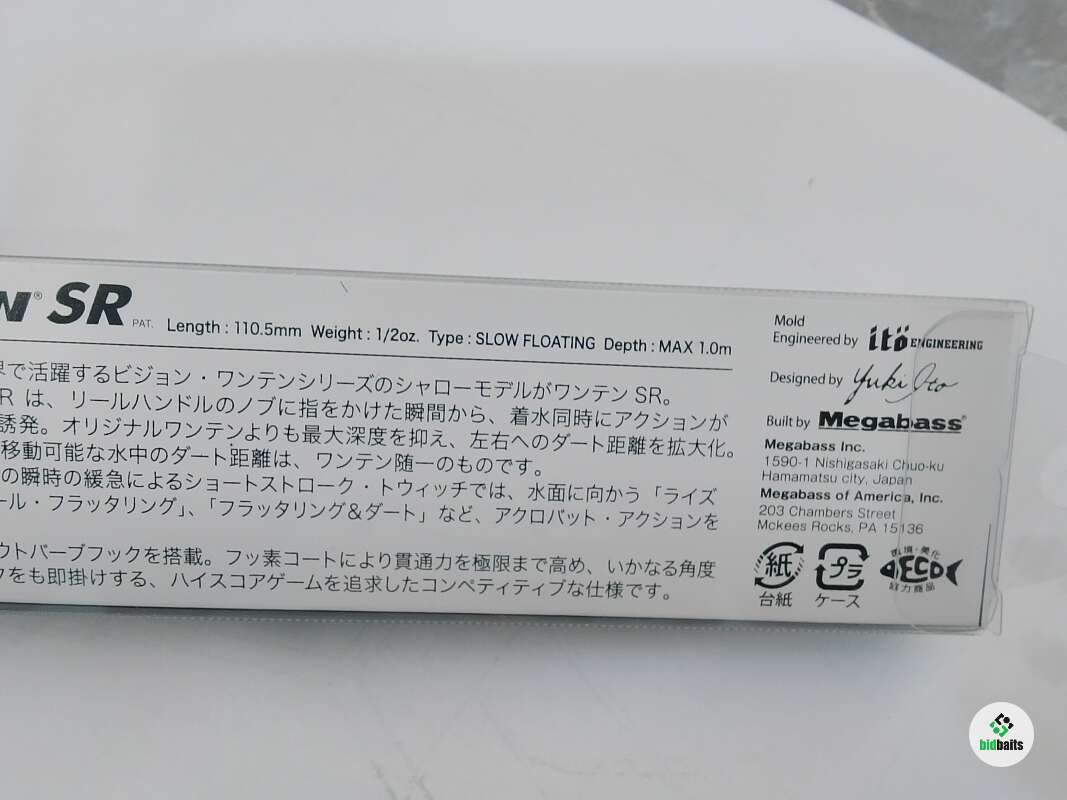 N® SR PAT. Length : 110.5mm Weight : 1/2oz. Type : SLOW FLOATING Depth : MAX 1.0m
界で活躍するビジョン・ワンテンシリーズのシャローモデルがワンテン SR。
R は、リールハンドルのノブに指をかけた瞬間から、着水同時にアクションが
誘発。オリジナルワンテンよりも最大深度を抑え、左右へのダート距離を拡大化。
移動可能な水中のダート距離は、ワンテン随一のものです。
の瞬時の緩急によるショートストローク・トウィッチでは、水面に向かう「ライズ
ール・フラッタリング」、「フラッタリング&ダート」など、アクロバット・アクションを
ウトバーブフックを搭載。フッ素コートにより貫通力を極限まで高め、いかなる角度
をも即掛けする、ハイスコアゲームを追求したコンペティティブな仕様です。
Mold
Engineered by itö ENGINEERING
Designed by Yuki Ito
Built by Megabass®
Megabass Inc.
1590-1 Nishigasaki Chuo-ku
Hamamatsu city, Japan
Megabass of America, Inc.
203 Chambers Street
Mckees Rocks, PA 15136
紙 プラ 環境・美化
ECO
台紙 ケース 協力商品
bidbaits